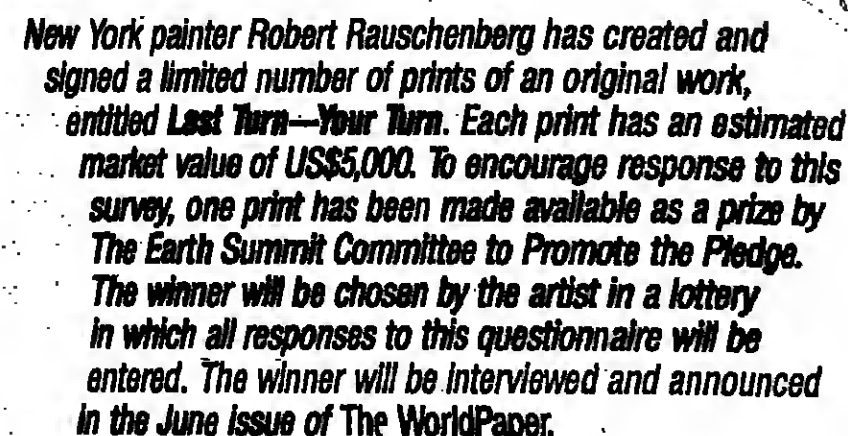 New York painter Robert Rauschenberg has created and
signed a limited number of prints of an original work,
entitled Last Turn—Your Turn. Each print has an estimated
market value of US$5,000. To encourage response to this
survey, one print has been made available as a prize by
The Earth Summit Committee to Promote the Pledge.
The winner will be chosen by the artist in a lottery
in which all responses to this questionnaire will be
entered. The winner will be interviewed and announced
in the June issue of The WorldPaper.